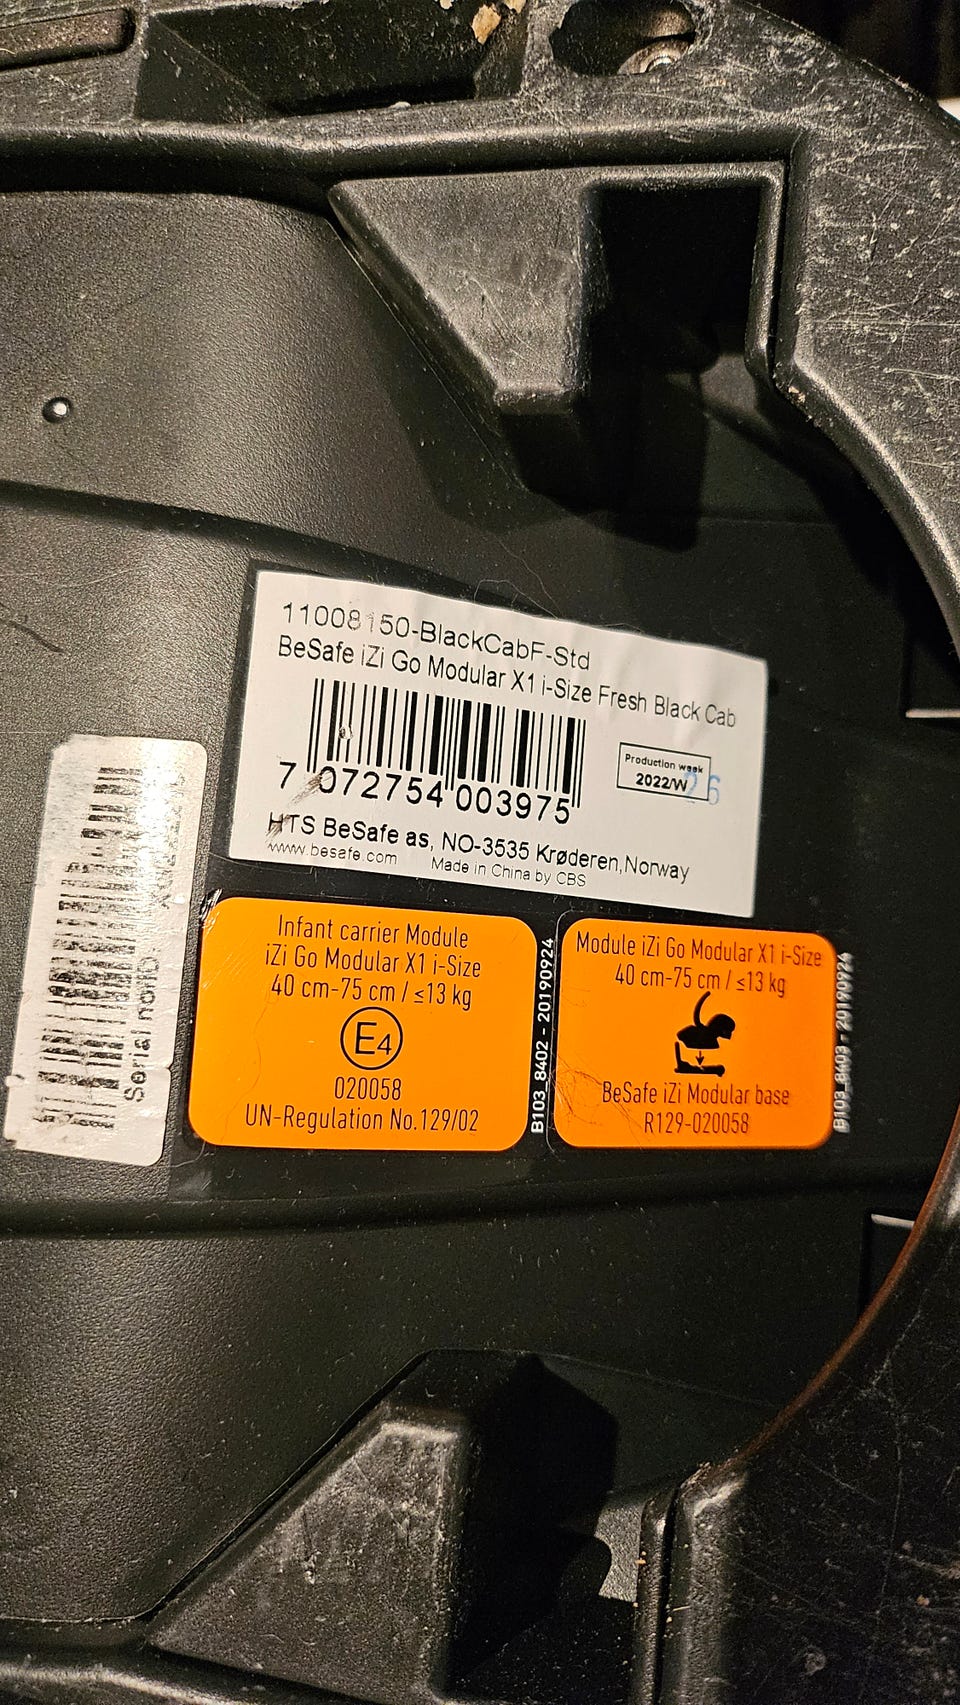 11008150-BlackCabF-Std
BeSafe iZi Go Modular X1 i-Size Fresh Black Cab
7 072754 003975
Production week
2022/W 26
HTS BeSafe as, NO-3535 Krøderen, Norway
www.besafe.com Made in China by CBS
Serial
Infant carrier Module
iZi Go Modular X1 i-Size
40 cm-75 cm / ≤13 kg
E4
020058
UN-Regulation No.129/02
B103_8402 - 20190924
Module iZi Go Modular X1 i-Size
40 cm-75 cm / ≤13 kg
BeSafe iZi Modular base
R129-020058
B103_8403 - 20190924